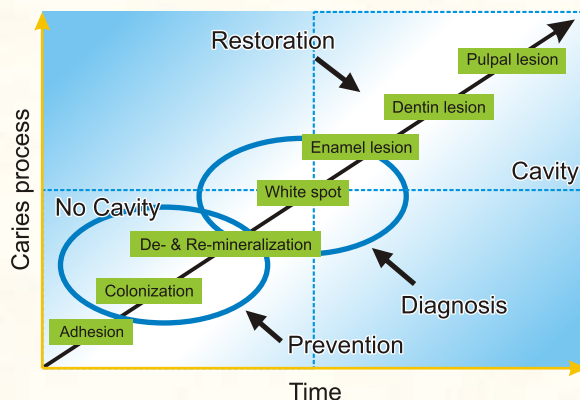 Restoration
Pulpal lesion
Dentin lesion
Enamel lesion
Cavity
White spot
No Cavity
De- & Re-mineralization
Colonization
Diagnosis
Adhesion
Prevention
Caries process
Time